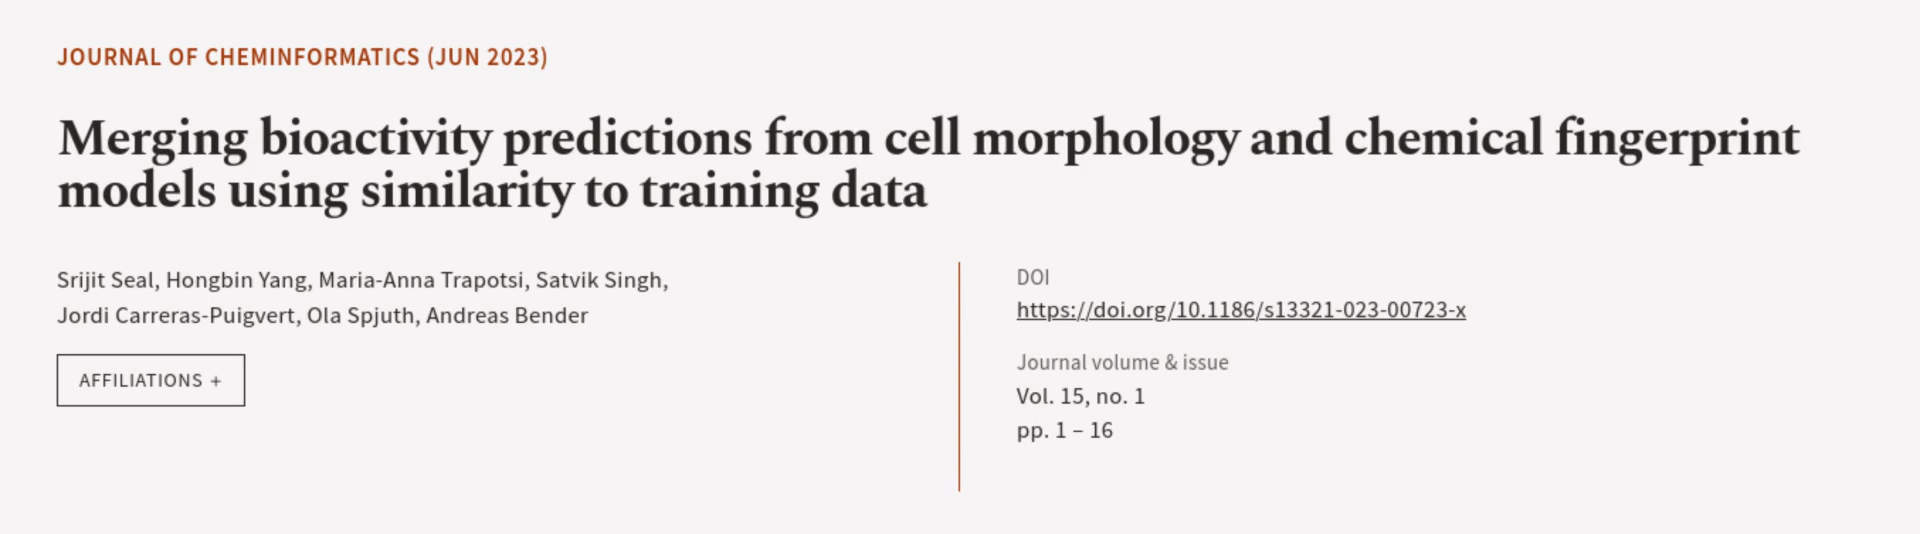 JOURNAL OF CHEMINFORMATICS (JUN 2023)
Merging bioactivity predictions from cell morphology and chemical fingerprint
models using similarity to training data
Srijit Seal, Hongbin Yang, Maria-Anna Trapotsi, Satvik Singh,
Jordi Carreras-Puigvert, Ola Spjuth, Andreas Bender
AFFILIATIONS +
DOI
https://doi.org/10.1186/s13321-023-00723-x
Journal volume & issue
Vol. 15, no. 1
pp. 1 – 16